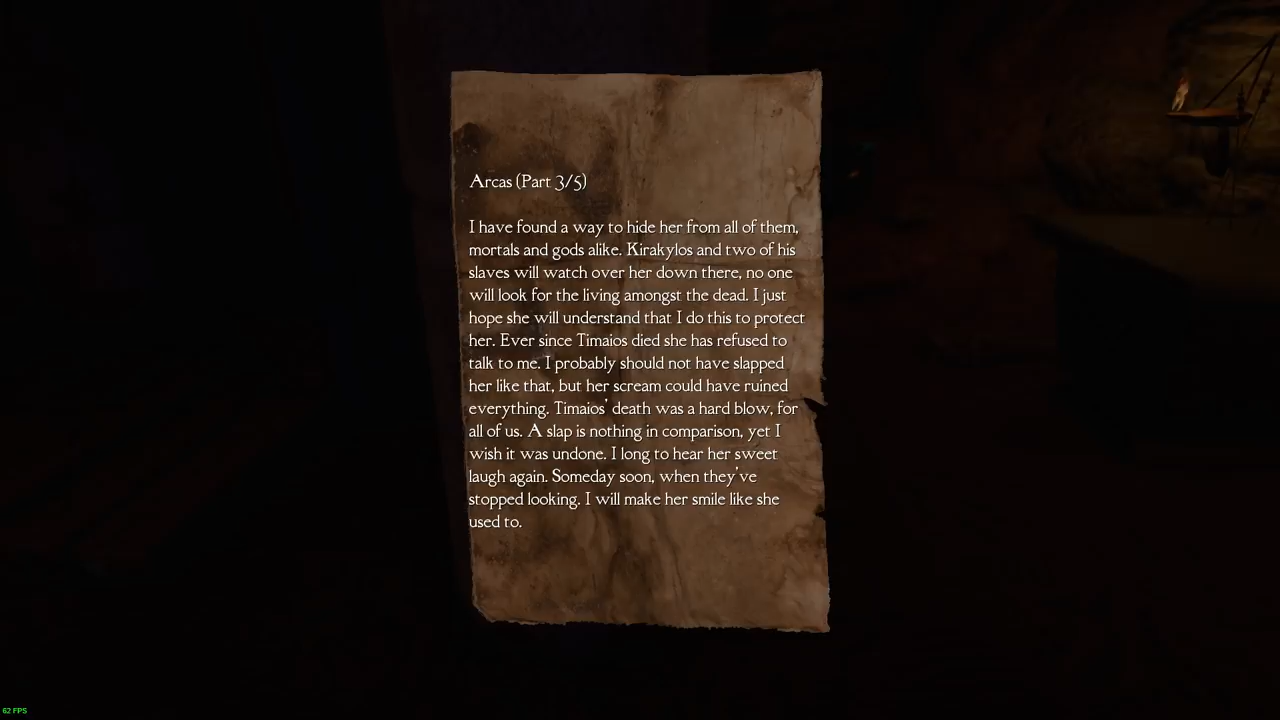 Arcas (Part 3/5)
I have found a way to hide her from all of them,
mortals and gods alike. Kirakylos and two of his
slaves will watch over her down there, no one
will look for the living amongst the dead. I just
hope she will understand that I do this to protect
her. Ever since Timaios died she has refused to
talk to me. I probably should not have slapped
her like that, but her scream could have ruined
everything. Timaios' death was a hard blow, for
all of us. A slap is nothing in comparison, yet I
wish it was undone. I long to hear her sweet
laugh again. Someday soon, when they've
stopped looking. I will make her smile like she
used to.
62 FPS